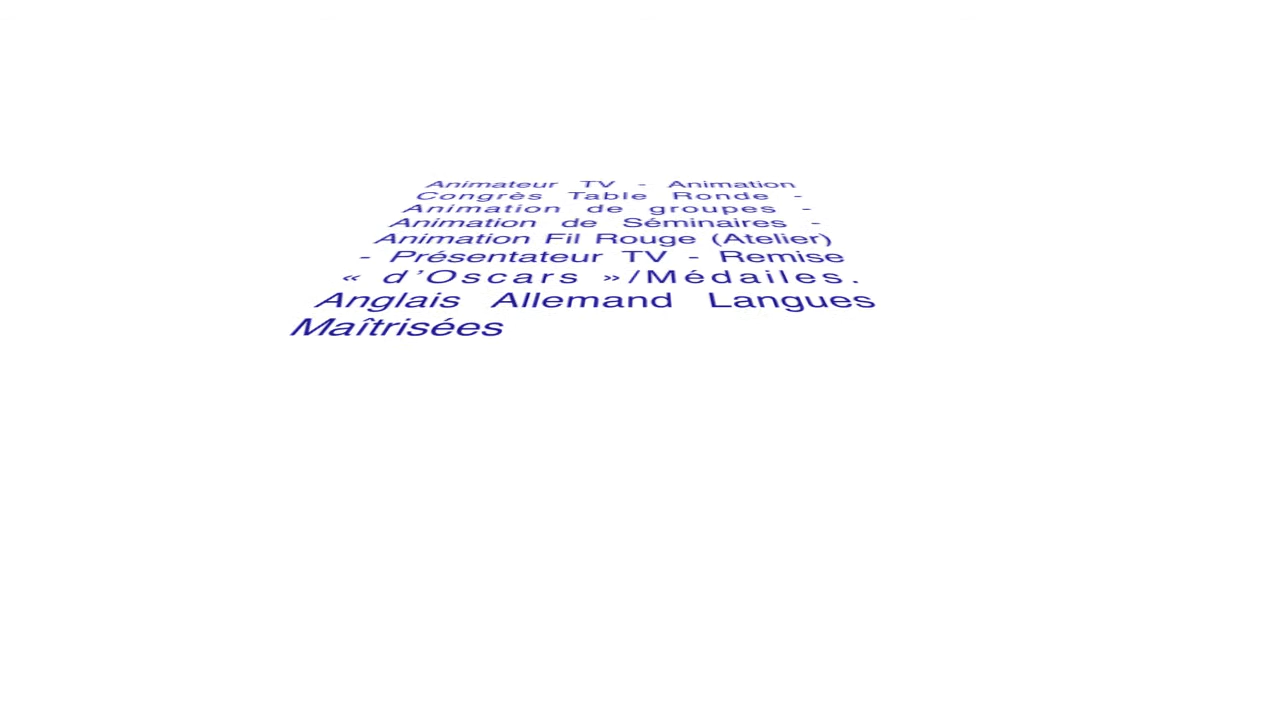 Animateur TV - Animation
Congrès Table Ronde -
Animation de groupes -
Animation de Séminaires -
Animation Fil Rouge (Atelier)
- Présentateur TV - Remise
« d’Oscars »/Médailes.
Anglais Allemand Langues
Maîtrisées